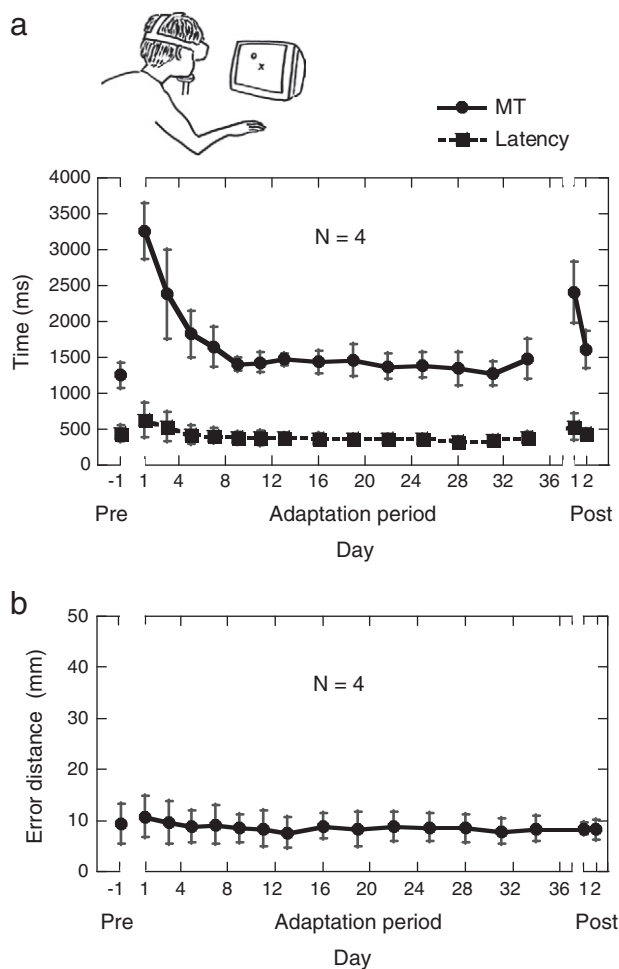 a
MT
Latency
4000
3500
3000
2500
2000
1500
1000
500
0
Time (ms)
N = 4
-1 1 4 8 12 16 20 24 28 32 36 1 2
Pre Adaptation period Post
Day
b
50
40
30
20
10
0
Error distance (mm)
N = 4
-1 1 4 8 12 16 20 24 28 32 36 1 2
Pre Adaptation period Post
Day